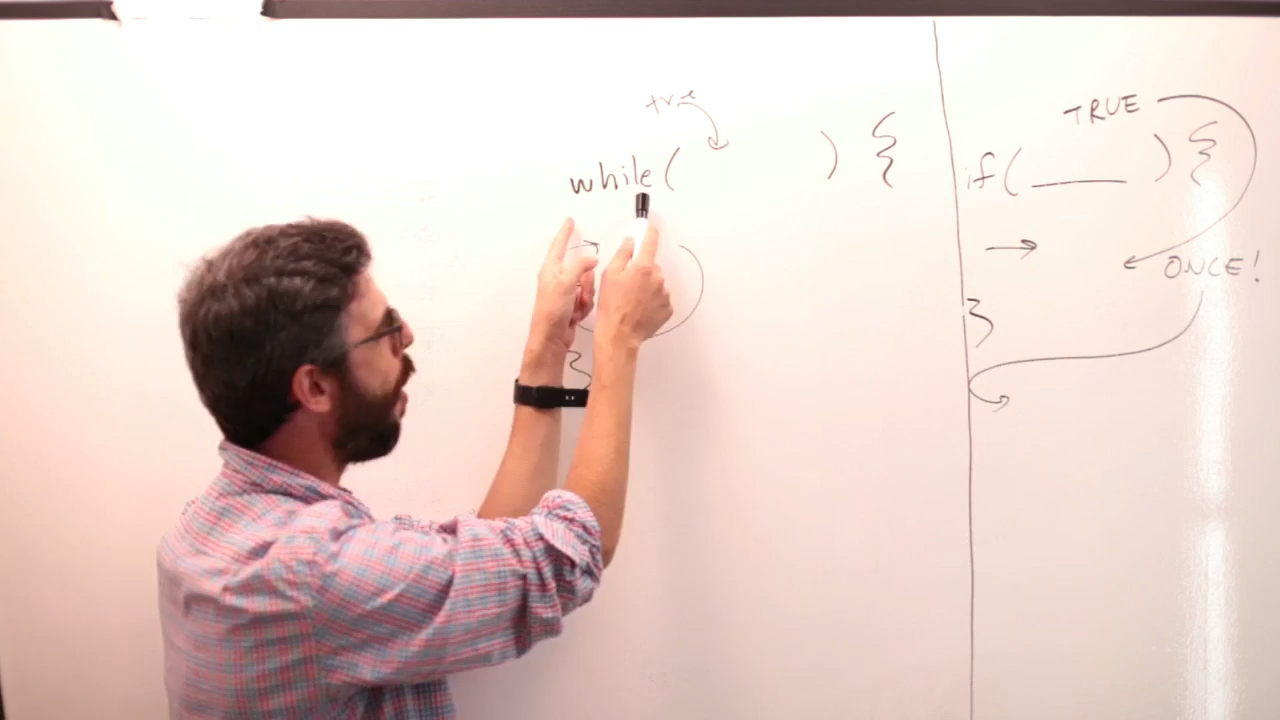 true
while( ) {
}
TRUE
if( ____ ) {
ONCE!
}